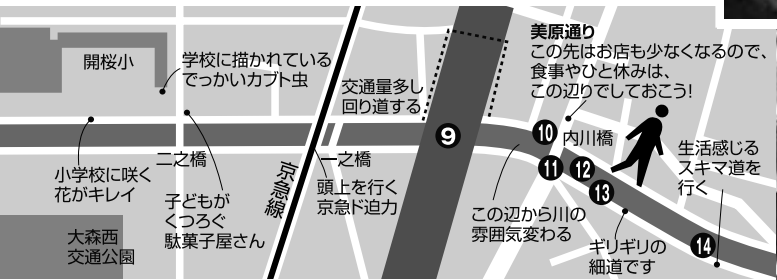 開桜小
学校に描かれている
でっかいカブト虫
交通量多し
回り道する
美原通り
この先はお店も少なくなるので、
食事やひと休みは、
この辺りでしておこう!
9
10
内川橋
11
12
13
14
生活感じる
スキマ道を
行く
小学校に咲く
花がキレイ
二之橋
子どもが
くつろぐ
駄菓子屋さん
京急線
一之橋
頭上を行く
京急ド迫力
この辺から川の
雰囲気変わる
ギリギリの
細道です
大森西
交通公園